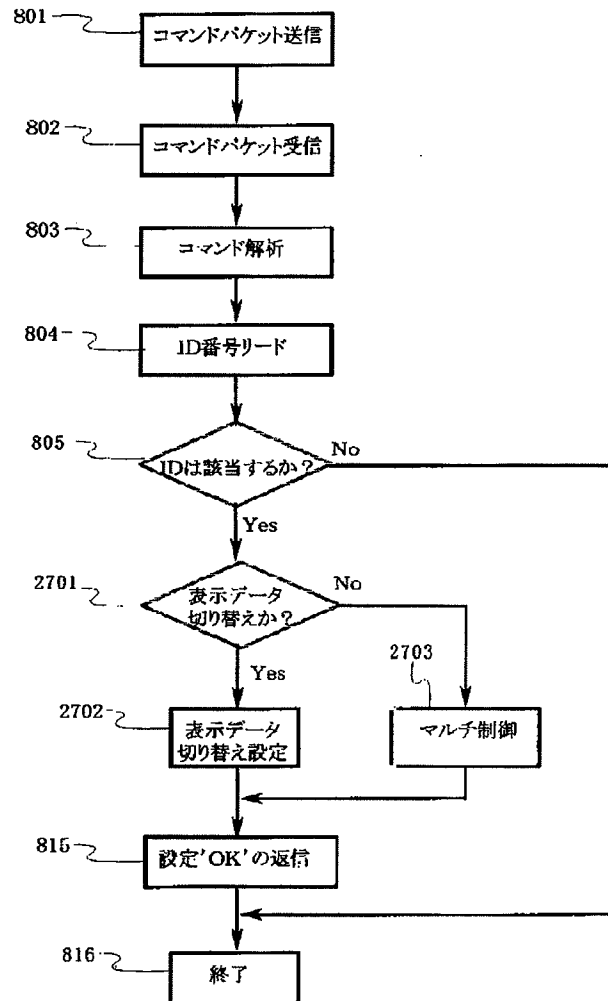 801
コマンドパケット送信
802
コマンドパケット受信
803
コマンド解析
804
ID番号リード
805
IDは該当するか?
No
Yes
2701
表示データ
切り替えか?
No
Yes
2702
表示データ
切り替え設定
2703
マルチ制御
815
設定'OK'の返信
816
終了